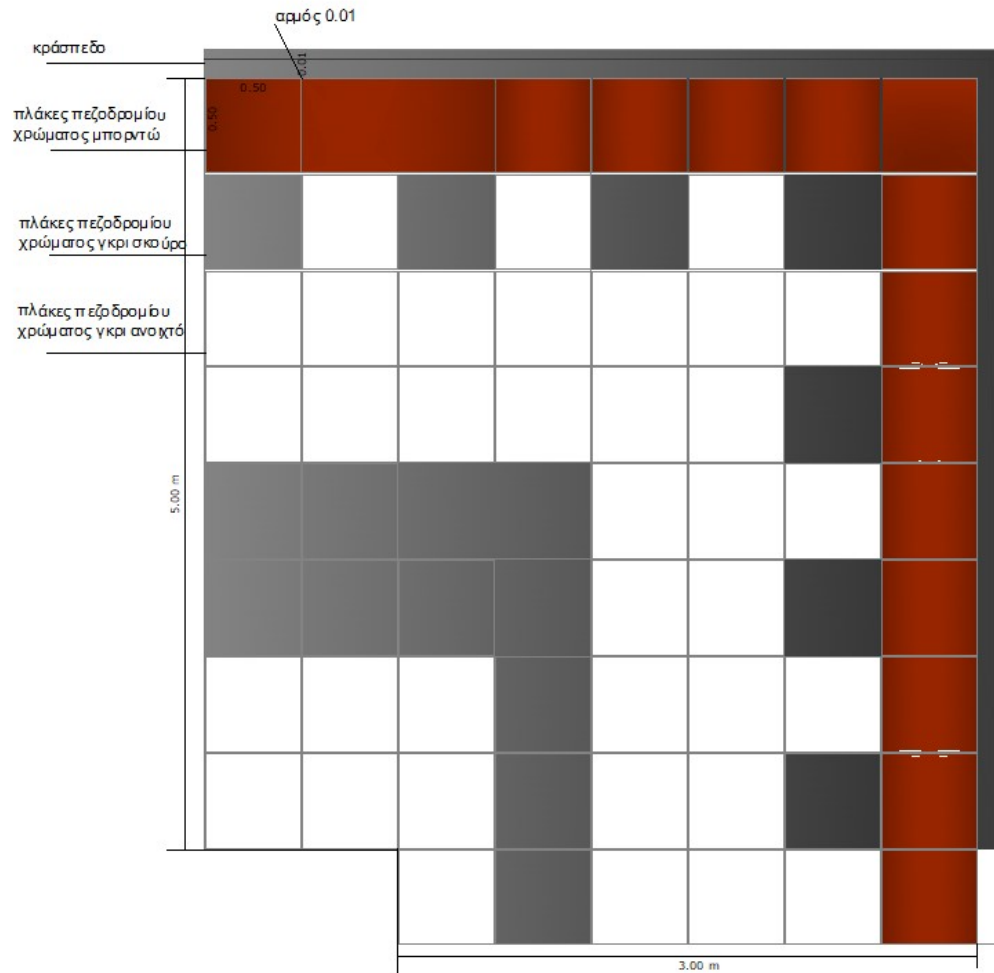 αρμός 0.01
κράσπεδο
0.01
0.50
0.50
πλάκες πεζοδρομίου
χρώματος μπορντώ
πλάκες πεζοδρομίου
χρώματος γκρι σκούρο
πλάκες πεζοδρομίου
χρώματος γκρι ανοιχτό
5.00 m
3.00 m